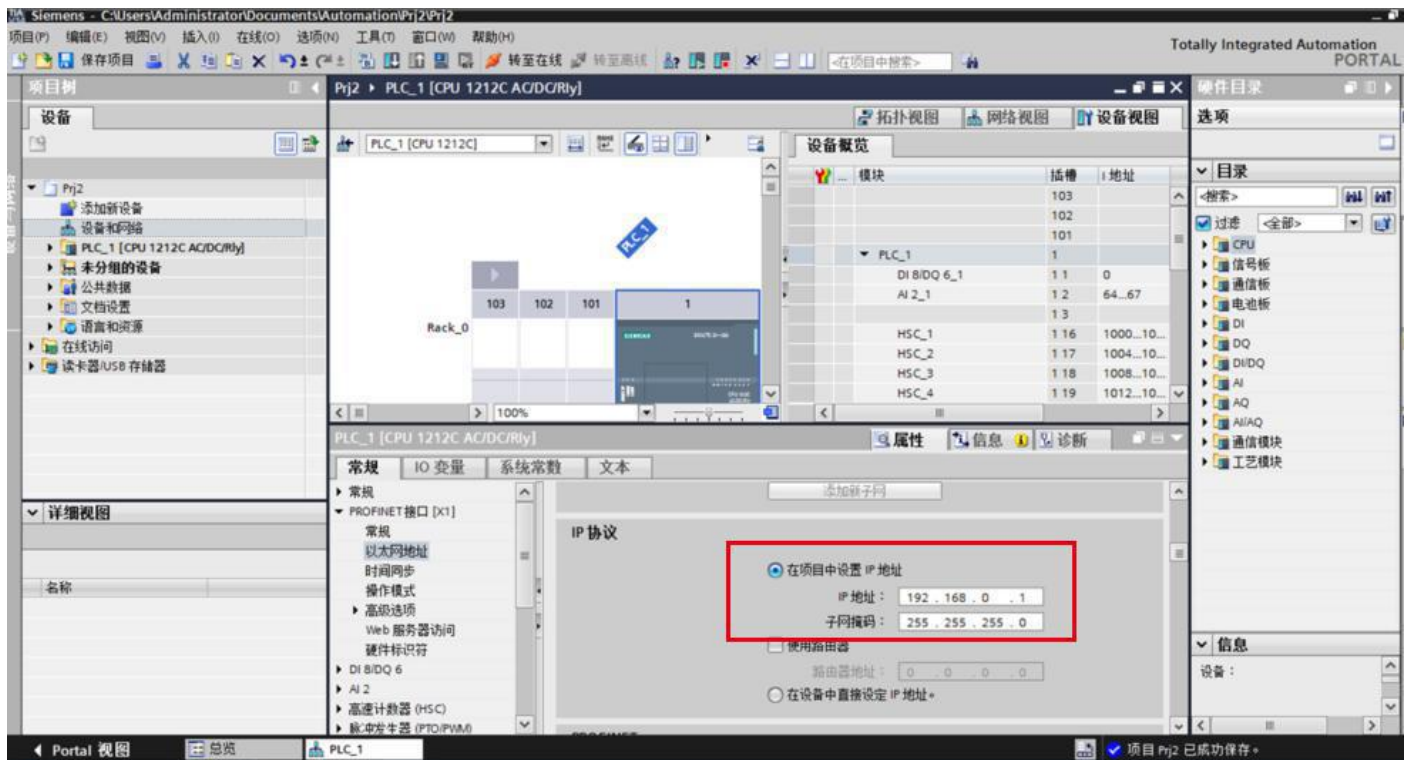 Siemens - C:\Users\Administrator\Documents\Automation\Prj2\Prj2
项目(P) 编辑(E) 视图(V) 插入(I) 在线(O) 选项(N) 工具(T) 窗口(W) 帮助(H)
Totally Integrated Automation
PORTAL
保存项目 转至在线 转至离线 <在项目中搜索>
项目树
设备
Prj2
添加新设备
设备和网络
PLC_1 [CPU 1212C AC/DC/Rly]
未分组的设备
公共数据
文档设置
语言和资源
在线访问
读卡器/USB 存储器
详细视图
名称
Prj2 PLC_1 [CPU 1212C AC/DC/Rly]
拓扑视图 网络视图 设备视图
PLC_1 [CPU 1212C]
PLC_1
103 102 101 1
Rack_0
SIEMENS
100%
设备概览
... 模块 插槽 I 地址
103
102
101
PLC_1 1
DI 8/DQ 6_1 1 1 0
AI 2_1 1 2 64...67
1 3
HSC_1 1 16 1000...10...
HSC_2 1 17 1004...10...
HSC_3 1 18 1008...10...
HSC_4 1 19 1012...10...
PLC_1 [CPU 1212C AC/DC/Rly]
属性 信息 诊断
常规 IO 变量 系统常数 文本
常规
PROFINET接口 [X1]
常规
以太网地址
时间同步
操作模式
高级选项
Web 服务器访问
硬件标识符
DI 8/DQ 6
AI 2
高速计数器 (HSC)
脉冲发生器 (PTO/PWM)
添加新子网
IP 协议
在项目中设置 IP 地址
IP 地址： 192 . 168 . 0 . 1
子网掩码： 255 . 255 . 255 . 0
使用路由器
路由器地址： 0 . 0 . 0 . 0
在设备中直接设定 IP 地址。
硬件目录
选项
目录
<搜索>
过滤 <全部>
CPU
信号板
通信板
电池板
DI
DQ
DI/DQ
AI
AQ
AI/AQ
通信模块
工艺模块
信息
设备：
Portal 视图 总览 PLC_1 项目 Prj2 已成功保存。